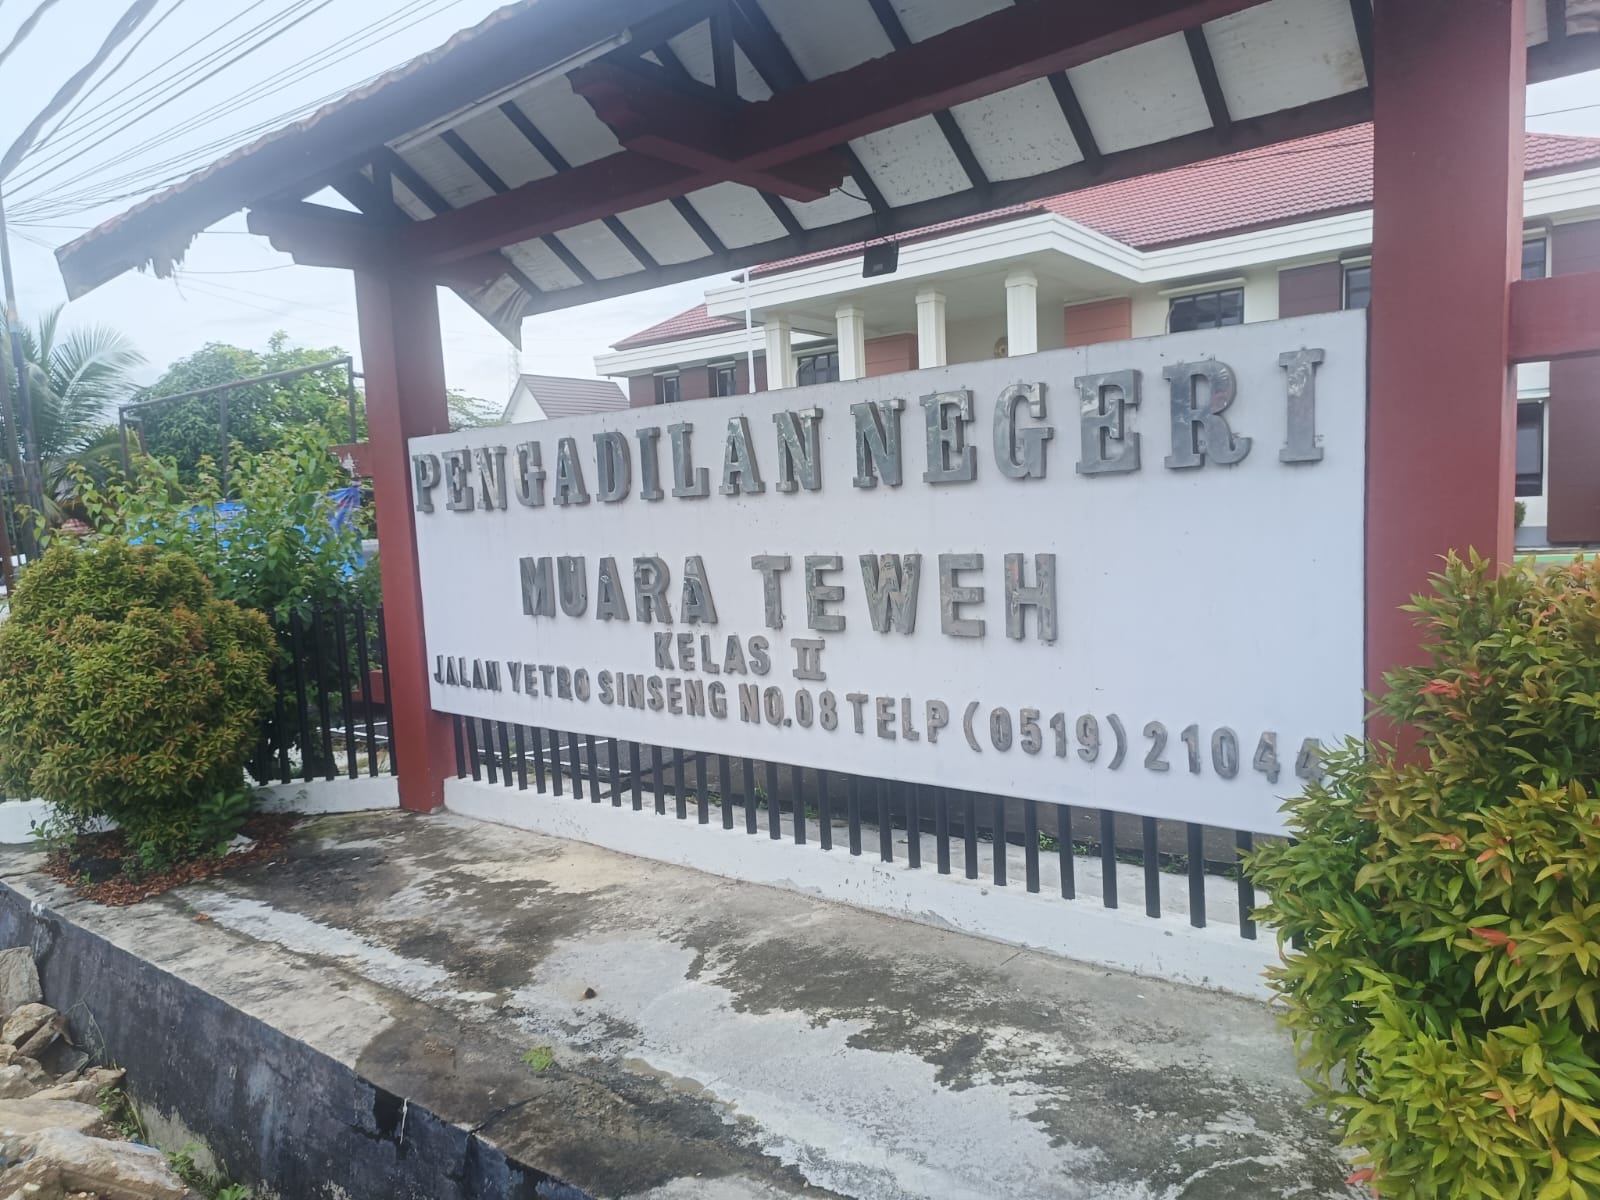 PENGADILAN NEGERI
MUARA TEWEH
KELAS II
JALAN YETRO SINSENG NO.08 TELP (0519) 21044